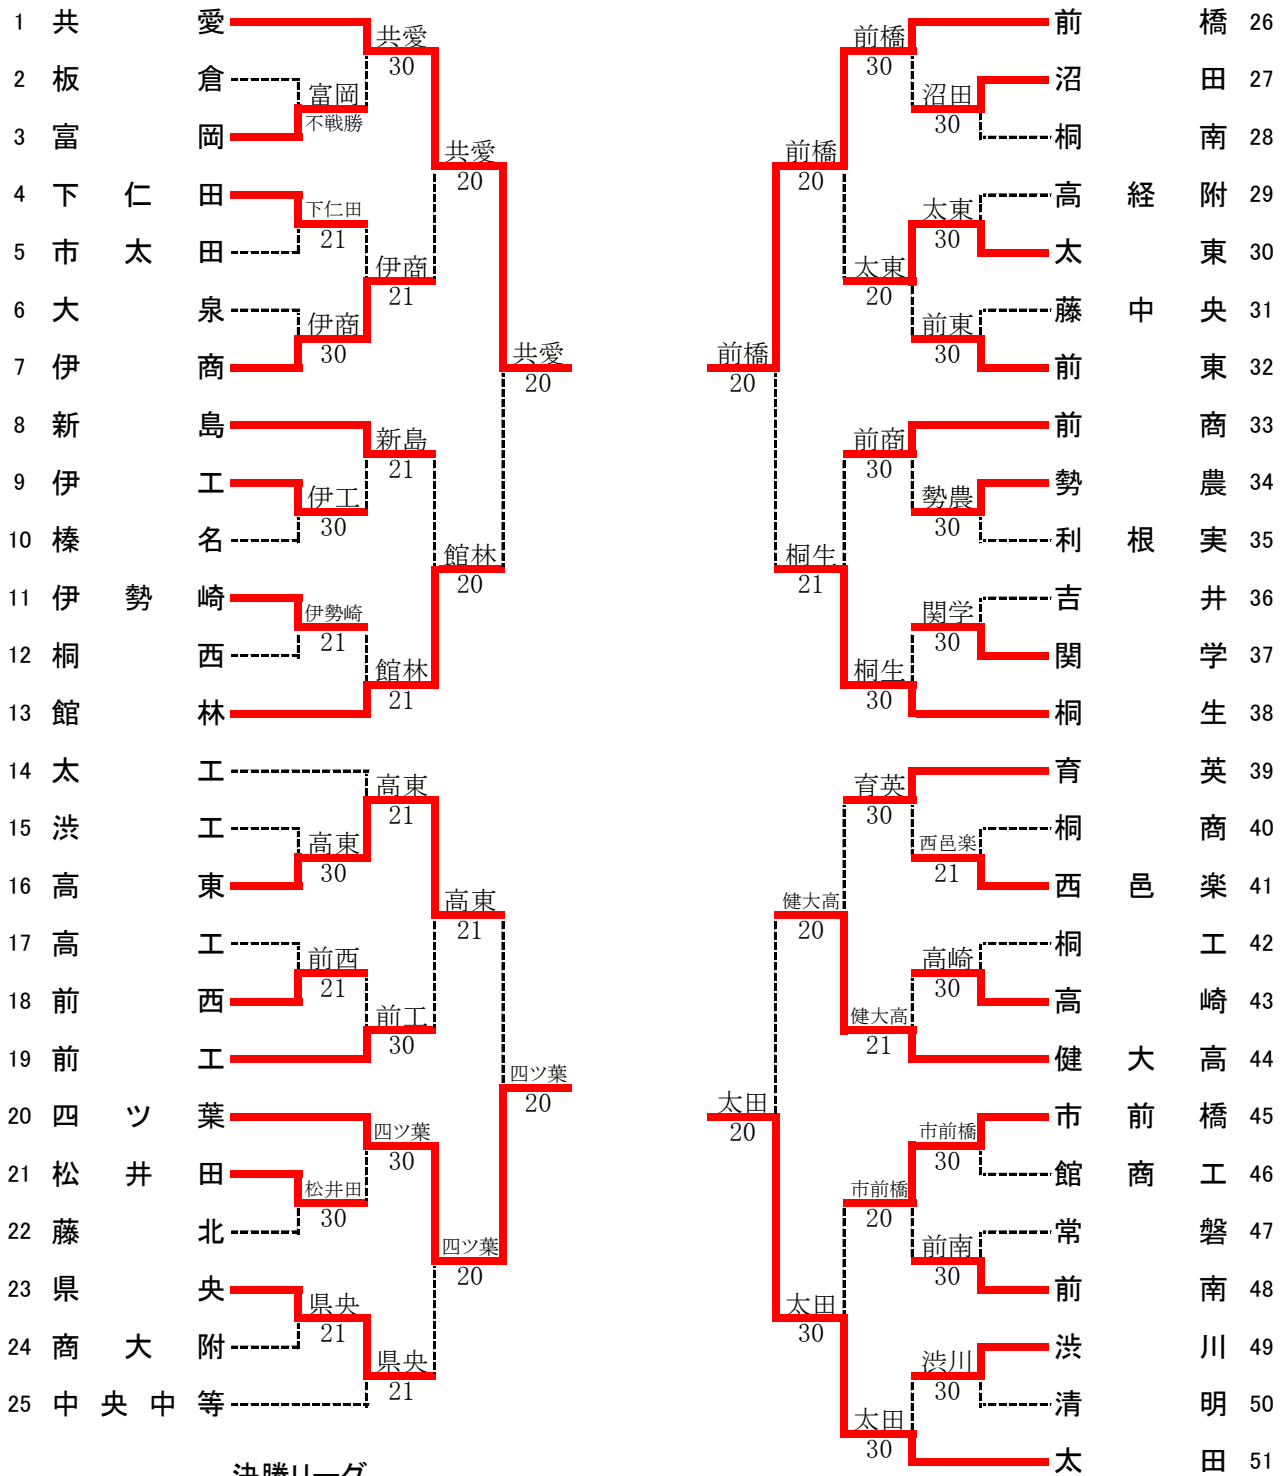 1 共愛
2 板倉
3 富岡
4 下仁田
5 市太田
6 大泉
7 伊商
8 新島
9 伊工
10 榛名
11 伊勢崎
12 桐西
13 館林
14 太工
15 渋工
16 高東
17 高工
18 前西
19 前工
20 四ツ葉
21 松井田
22 藤北
23 県央
24 商大附
25 中央中等
富岡
不戦勝
下仁田
21
伊商
30
伊工
30
伊勢崎
21
高東
30
前西
21
松井田
30
県央
21
共愛
30
伊商
21
新島
21
館林
21
高東
21
前工
30
四ツ葉
30
県央
21
共愛
20
館林
20
高東
21
四ツ葉
20
共愛
20
四ツ葉
20
前橋
20
太田
20
前橋
20
桐生
21
健大高
20
太田
30
前橋
30
太東
20
前商
30
桐生
30
育英
30
健大高
21
市前橋
20
太田
30
沼田
30
太東
30
前東
30
勢農
30
関学
30
西邑楽
21
高崎
30
市前橋
30
前南
30
渋川
30
前橋 26
沼田 27
桐南 28
高経附 29
太東 30
藤中央 31
前東 32
前商 33
勢農 34
利根実 35
吉井 36
関学 37
桐生 38
育英 39
桐商 40
西邑楽 41
桐工 42
高崎 43
健大高 44
市前橋 45
館商工 46
常磐 47
前南 48
渋川 49
清明 50
太田 51
決勝リーグ